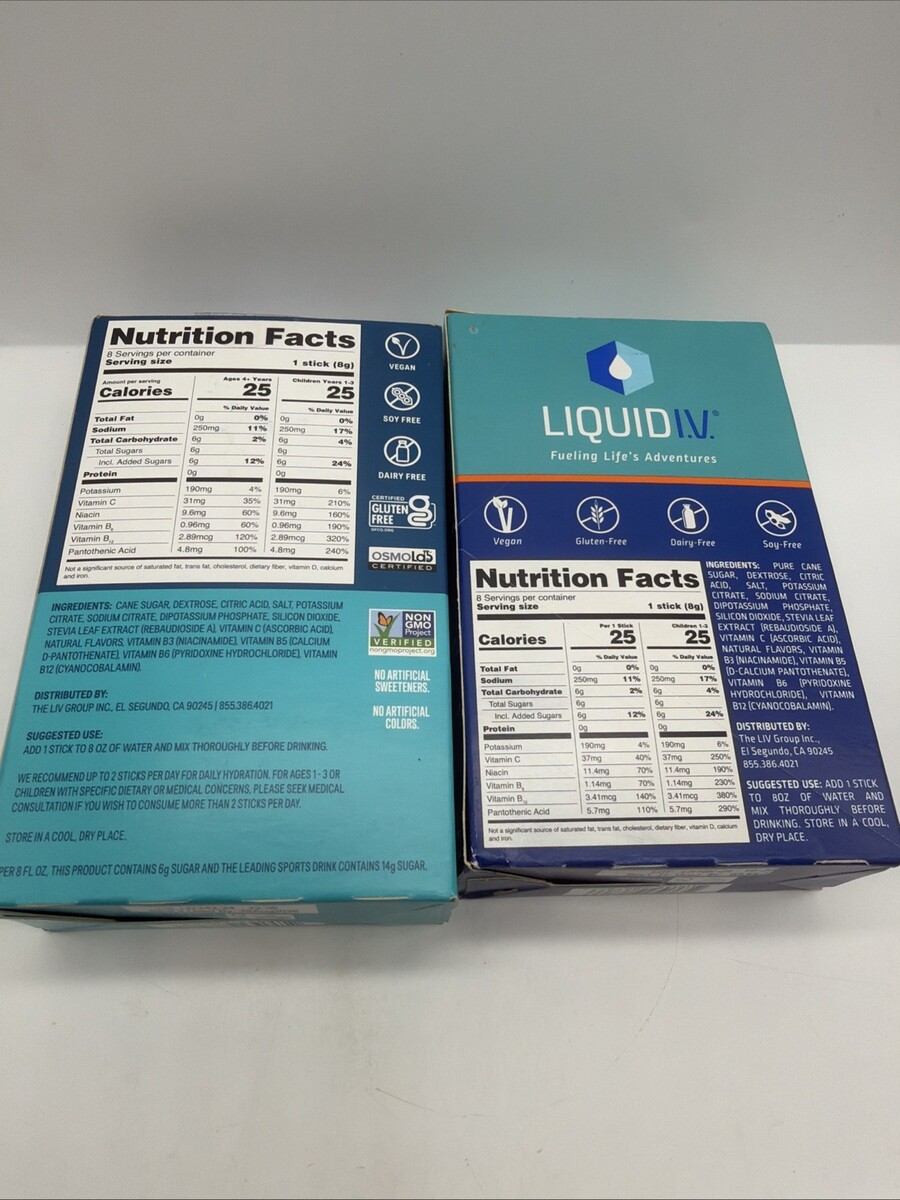 Nutrition Facts
8 Servings per container
Serving size 1 stick (8g)
Amount per serving Ages 4+ Years Children Years 1-3
Calories 25 25
% Daily Value % Daily Value
Total Fat 0g 0% 0g 0%
Sodium 250mg 11% 250mg 17%
Total Carbohydrate 6g 2% 6g 4%
Total Sugars 6g 6g
Incl. Added Sugars 6g 12% 6g 24%
Protein 0g 0g
Potassium 190mg 4% 190mg 6%
Vitamin C 31mg 35% 31mg 210%
Niacin 9.6mg 60% 9.6mg 160%
Vitamin B6 0.96mg 60% 0.96mg 190%
Vitamin B12 2.89mcg 120% 2.89mcg 320%
Pantothenic Acid 4.8mg 100% 4.8mg 240%
Not a significant source of saturated fat, trans fat, cholesterol, dietary fiber, vitamin D, calcium
and iron.
VEGAN
SOY FREE
DAIRY FREE
CERTIFIED
GLUTEN
FREE
GFCO.ORG
OSMOLdS
CERTIFIED
NON
GMO
Project
VERIFIED
nongmoproject.org
NO ARTIFICIAL
SWEETENERS.
NO ARTIFICIAL
COLORS.
INGREDIENTS: CANE SUGAR, DEXTROSE, CITRIC ACID, SALT, POTASSIUM
CITRATE, SODIUM CITRATE, DIPOTASSIUM PHOSPHATE, SILICON DIOXIDE,
STEVIA LEAF EXTRACT (REBAUDIOSIDE A), VITAMIN C (ASCORBIC ACID),
NATURAL FLAVORS, VITAMIN B3 (NIACINAMIDE), VITAMIN B5 (CALCIUM
D-PANTOTHENATE), VITAMIN B6 (PYRIDOXINE HYDROCHLORIDE), VITAMIN
B12 (CYANOCOBALAMIN).
DISTRIBUTED BY:
THE LIV GROUP INC., EL SEGUNDO, CA 90245 | 855.386.4021
SUGGESTED USE:
ADD 1 STICK TO 8 OZ OF WATER AND MIX THOROUGHLY BEFORE DRINKING.
WE RECOMMEND UP TO 2 STICKS PER DAY FOR DAILY HYDRATION. FOR AGES 1 - 3 OR
CHILDREN WITH SPECIFIC DIETARY OR MEDICAL CONCERNS, PLEASE SEEK MEDICAL
CONSULTATION IF YOU WISH TO CONSUME MORE THAN 2 STICKS PER DAY.
STORE IN A COOL, DRY PLACE.
PER 8 FL OZ, THIS PRODUCT CONTAINS 6g SUGAR AND THE LEADING SPORTS DRINK CONTAINS 14g SUGAR.
LIQUID I.V.®
Fueling Life's Adventures
Vegan
Gluten-Free
Dairy-Free
Soy-Free
Nutrition Facts
8 Servings per container
Serving size 1 stick (8g)
Per 1 Stick Children 1-3
Calories 25 25
% Daily Value % Daily Value
Total Fat 0g 0% 0g 0%
Sodium 250mg 11% 250mg 17%
Total Carbohydrate 6g 2% 6g 4%
Total Sugars 6g 6g
Incl. Added Sugars 6g 12% 6g 24%
Protein 0g 0g
Potassium 190mg 4% 190mg 6%
Vitamin C 37mg 40% 37mg 250%
Niacin 11.4mg 70% 11.4mg 190%
Vitamin B6 1.14mg 70% 1.14mg 230%
Vitamin B12 3.41mcg 140% 3.41mcg 380%
Pantothenic Acid 5.7mg 110% 5.7mg 290%
Not a significant source of saturated fat, trans fat, cholesterol, dietary fiber, vitamin D, calcium
and iron.
INGREDIENTS: PURE CANE
SUGAR, DEXTROSE, CITRIC
ACID, SALT, POTASSIUM
CITRATE, SODIUM CITRATE,
DIPOTASSIUM PHOSPHATE,
SILICON DIOXIDE, STEVIA LEAF
EXTRACT (REBAUDIOSIDE A),
VITAMIN C (ASCORBIC ACID),
NATURAL FLAVORS, VITAMIN
B3 (NIACINAMIDE), VITAMIN B5
(D-CALCIUM PANTOTHENATE),
VITAMIN B6 (PYRIDOXINE
HYDROCHLORIDE), VITAMIN
B12 (CYANOCOBALAMIN).
DISTRIBUTED BY:
The LIV Group Inc.,
El Segundo, CA 90245
855.386.4021
SUGGESTED USE: ADD 1 STICK
TO 8OZ OF WATER AND
MIX THOROUGHLY BEFORE
DRINKING. STORE IN A COOL,
DRY PLACE.